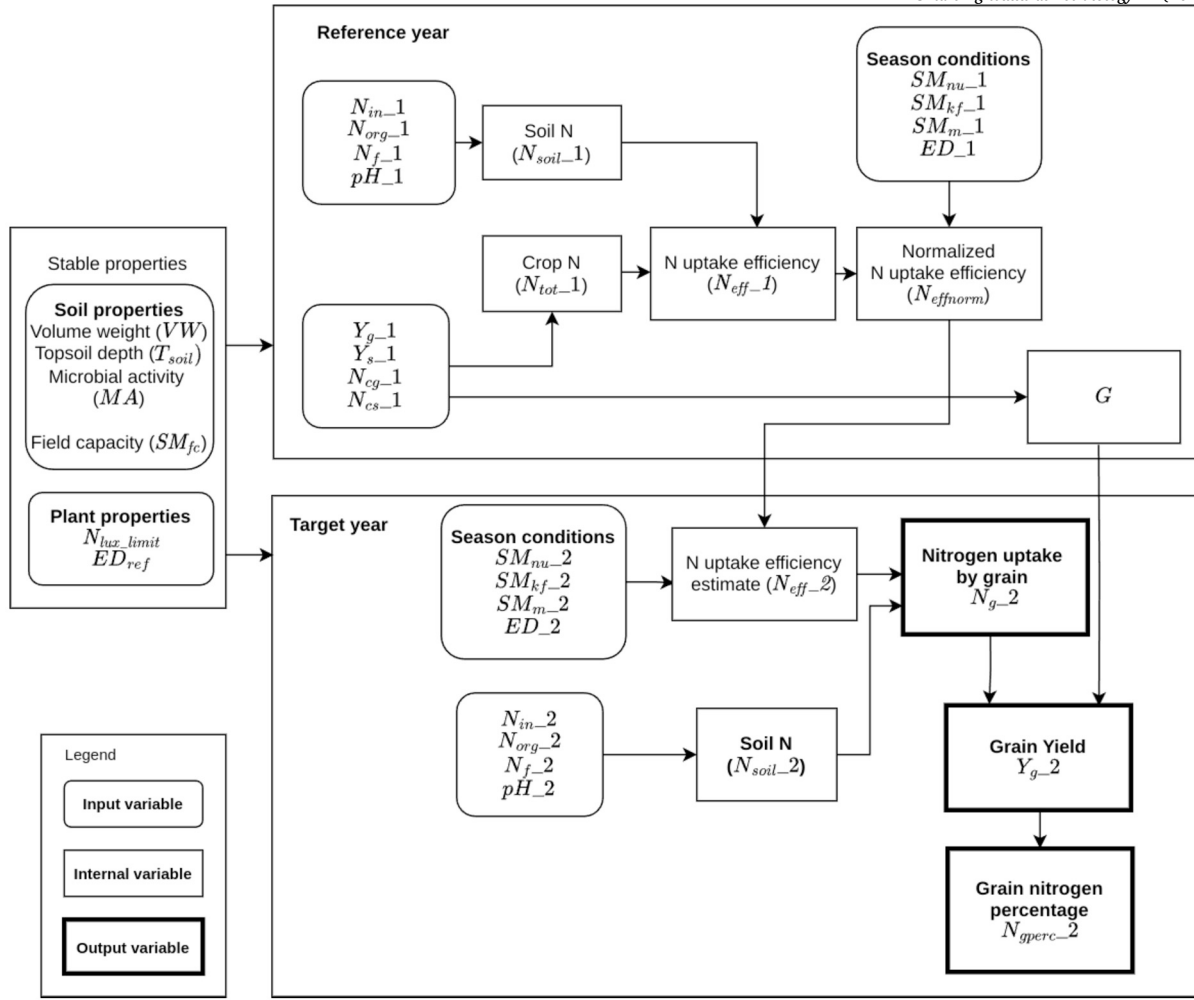 Reference year
Season conditions
SM_nu_1
SM_kf_1
SM_m_1
ED_1
N_in_1
N_org_1
N_f_1
pH_1
Soil N
(N_soil_1)
Stable properties
Soil properties
Volume weight (VW)
Topsoil depth (T_soil)
Microbial activity
(MA)
Field capacity (SM_fc)
Plant properties
N_lux_limit
ED_ref
Crop N
(N_tot_1)
N uptake efficiency
(N_eff_1)
Normalized
N uptake efficiency
(N_effnorm)
Y_g_1
Y_s_1
N_cg_1
N_cs_1
G
Target year
Season conditions
SM_nu_2
SM_kf_2
SM_m_2
ED_2
N uptake efficiency
estimate (N_eff_2)
Nitrogen uptake
by grain
N_g_2
N_in_2
N_org_2
N_f_2
pH_2
Soil N
(N_soil_2)
Grain Yield
Y_g_2
Grain nitrogen
percentage
N_gperc_2
Legend
Input variable
Internal variable
Output variable